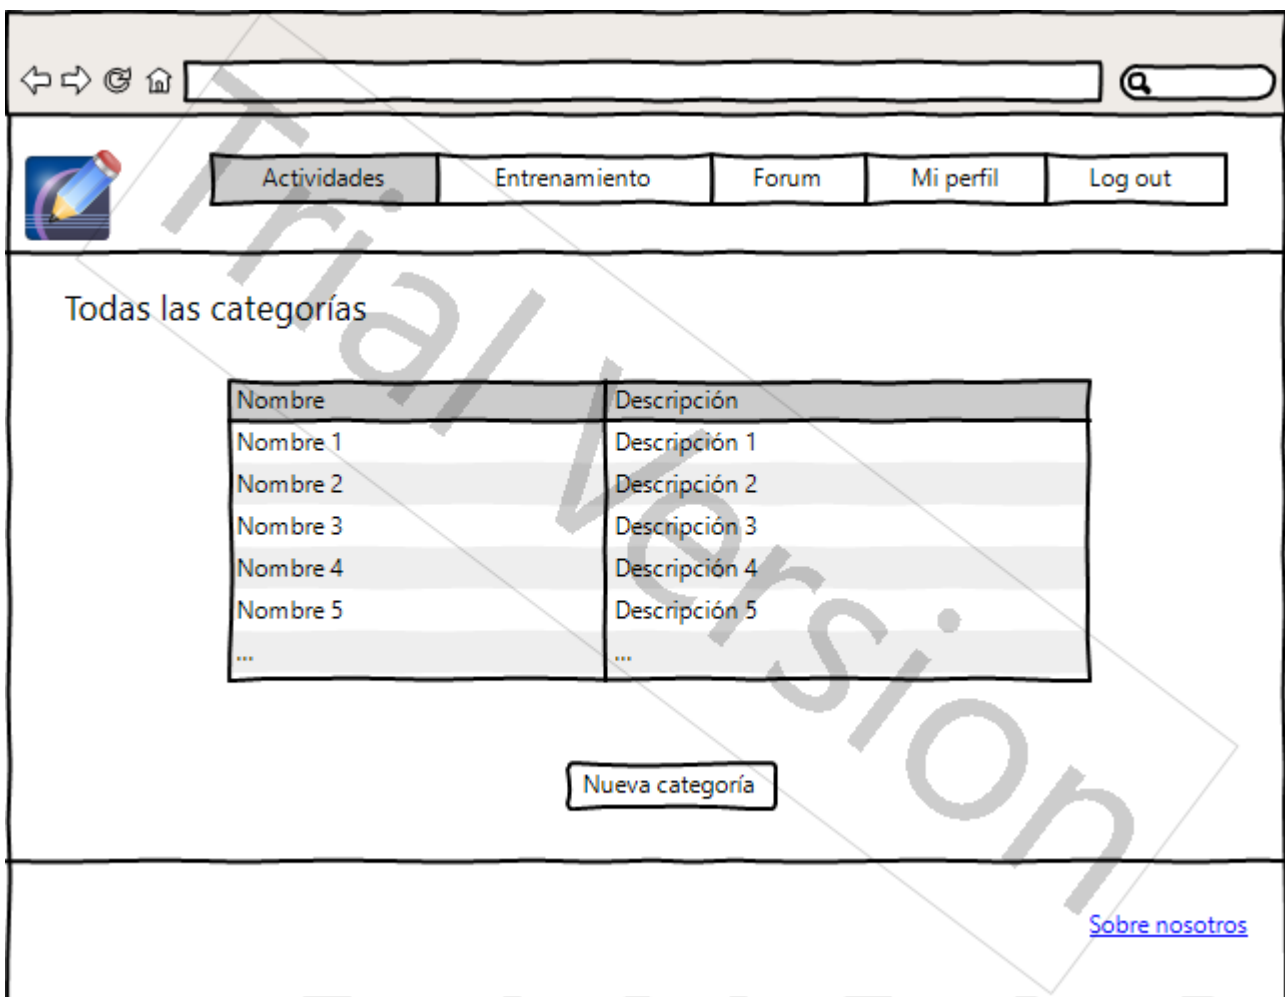 Actividades Entrenamiento Forum Mi perfil Log out
Todas las categorías
Nombre Descripción
Nombre 1 Descripción 1
Nombre 2 Descripción 2
Nombre 3 Descripción 3
Nombre 4 Descripción 4
Nombre 5 Descripción 5
... ...
Nueva categoría
Sobre nosotros
Trial Version